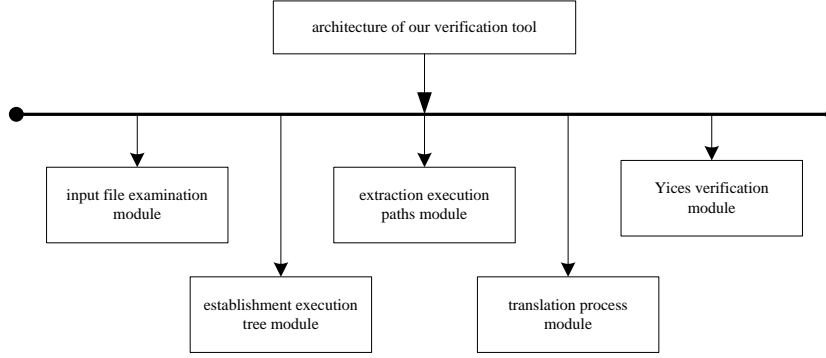 architecture of our verification tool
input file examination
module
extraction execution
paths module
Yices verification
module
establishment execution
tree module
translation process
module